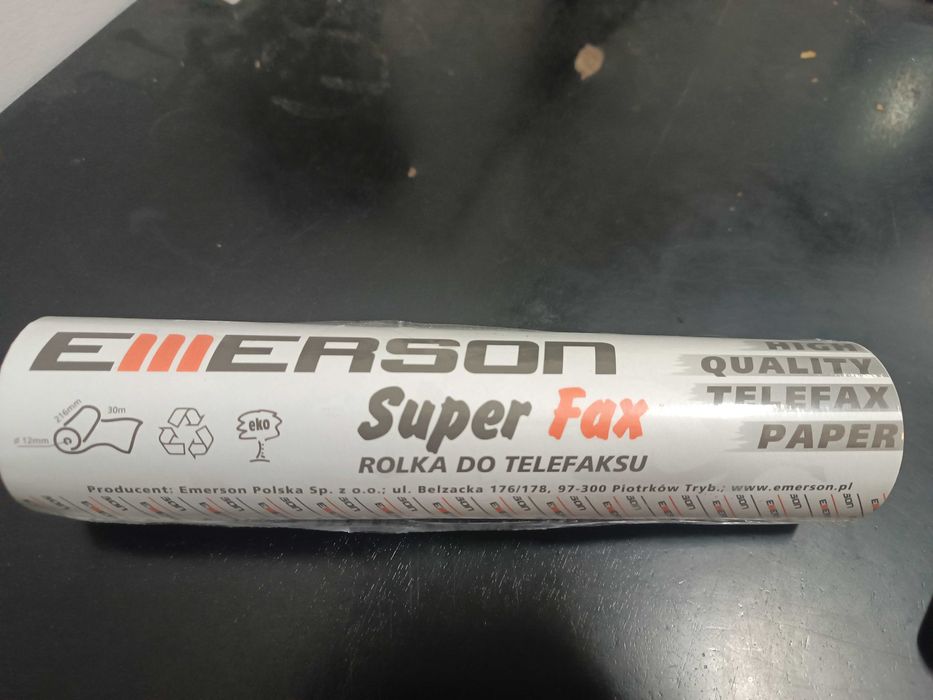 EMERSON
HIGH
QUALITY
TELEFAX
PAPER
216mm
30m
ø 12mm
eko
Super Fax
ROLKA DO TELEFAKSU
Producent: Emerson Polska Sp. z o.o.; ul. Belzacka 176/178, 97-300 Piotrków Tryb.; www.emerson.pl